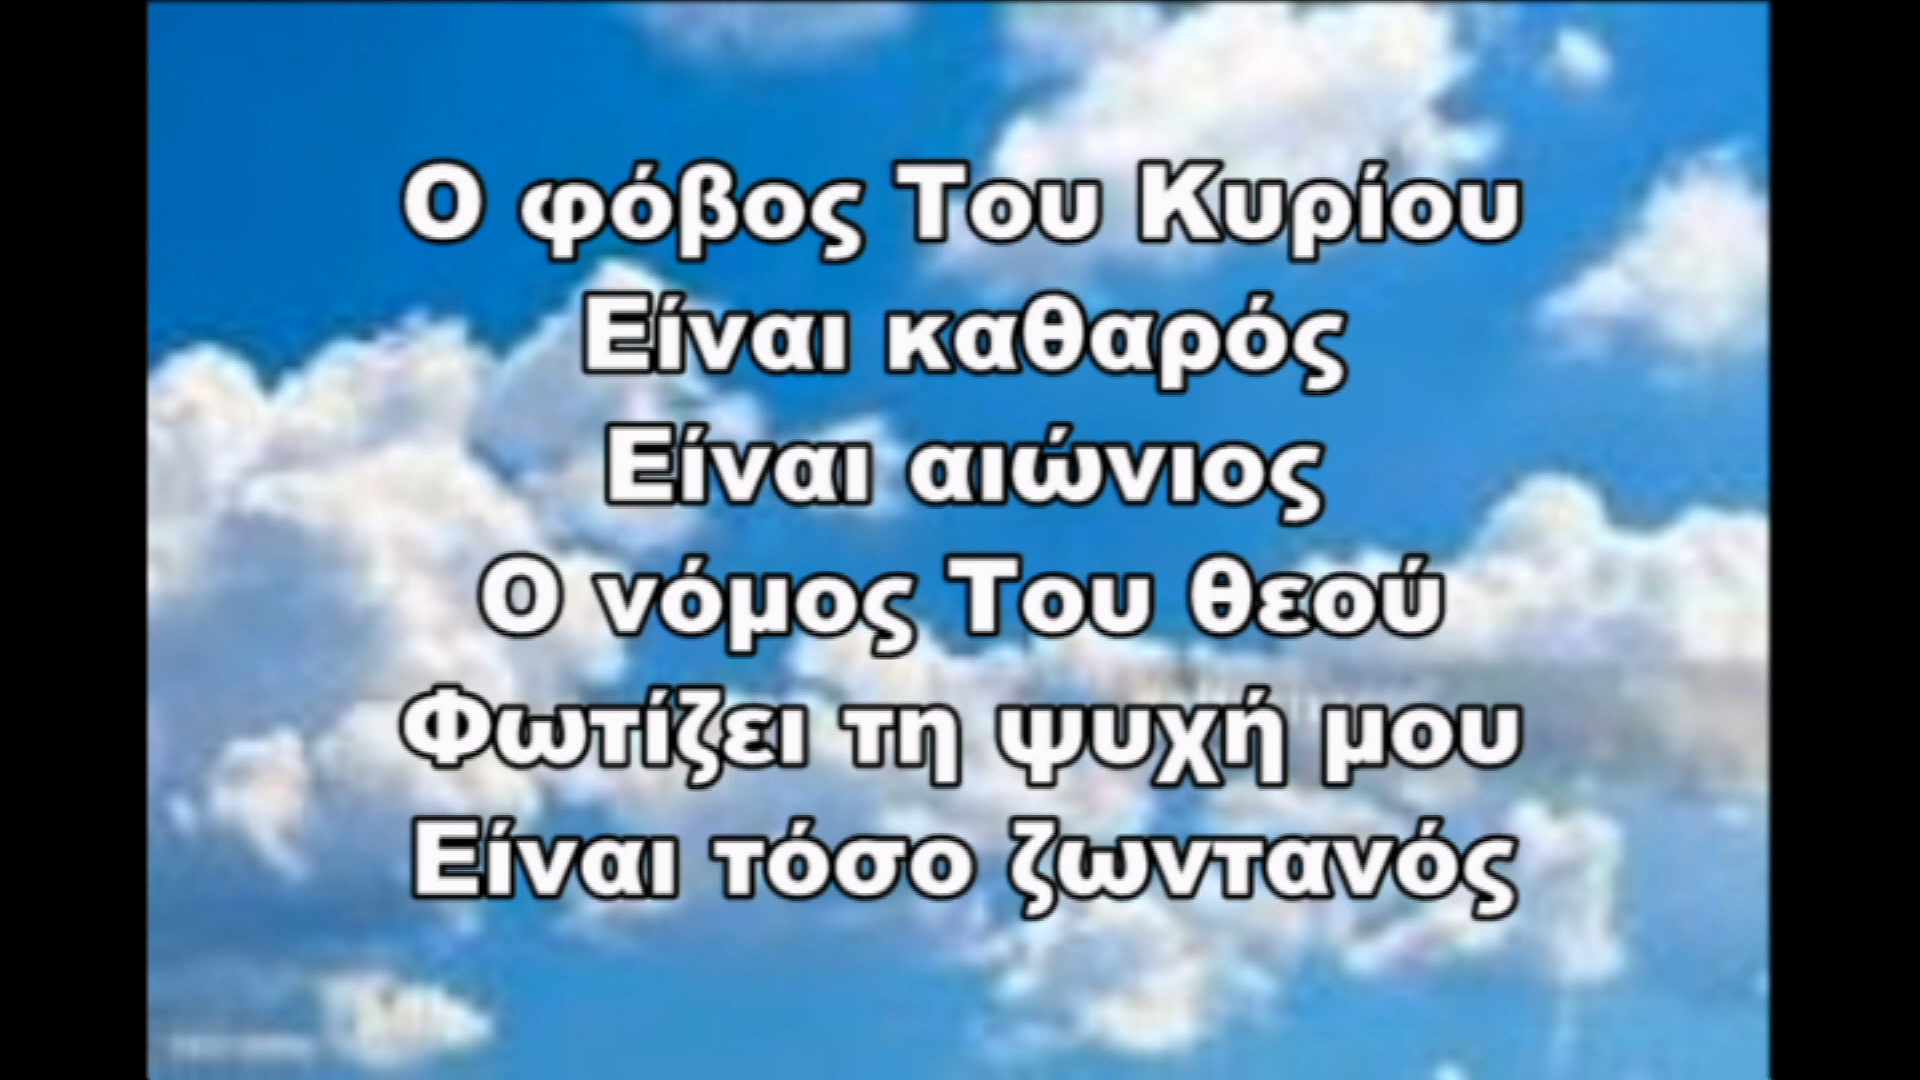 Ο φόβος Του Κυρίου
Είναι καθαρός
Είναι αιώνιος
Ο νόμος Του θεού
Φωτίζει τη ψυχή μου
Είναι τόσο ζωντανός